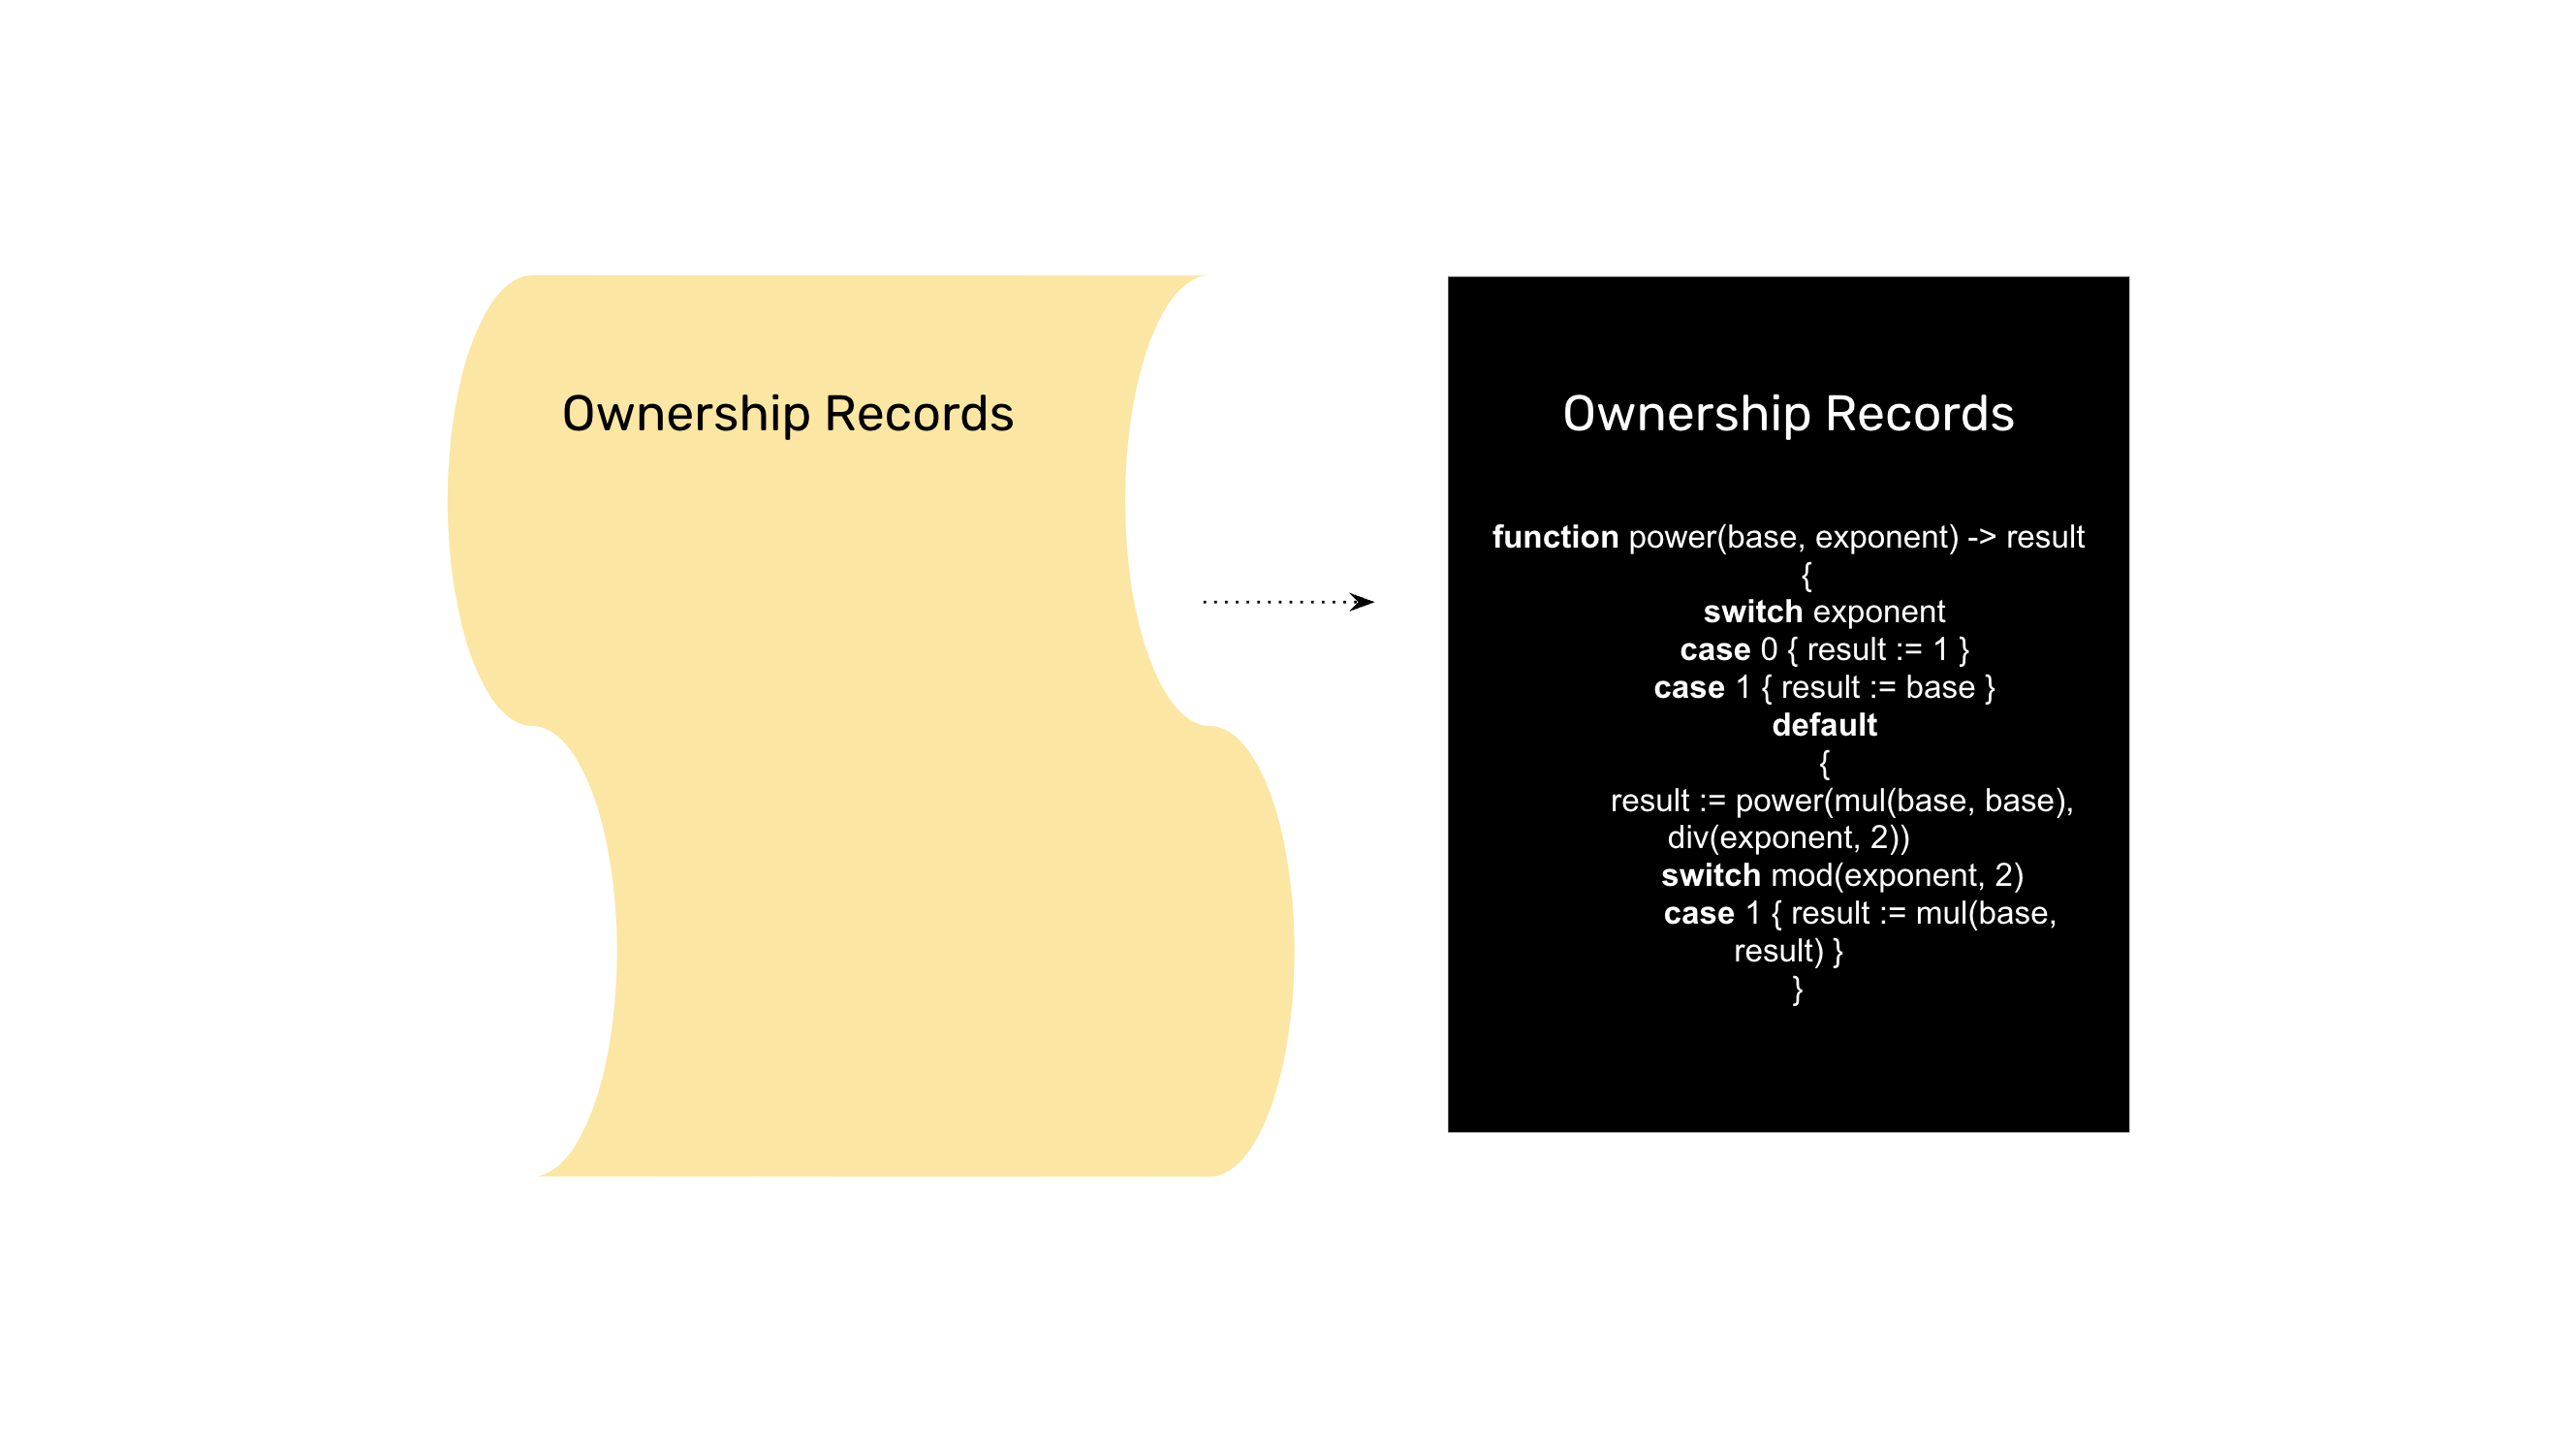 Ownership Records
Ownership Records
function power(base, exponent) -> result
{
switch exponent
case 0 { result := 1 }
case 1 { result := base }
default
{
result := power(mul(base, base),
div(exponent, 2))
switch mod(exponent, 2)
case 1 { result := mul(base,
result) }
}